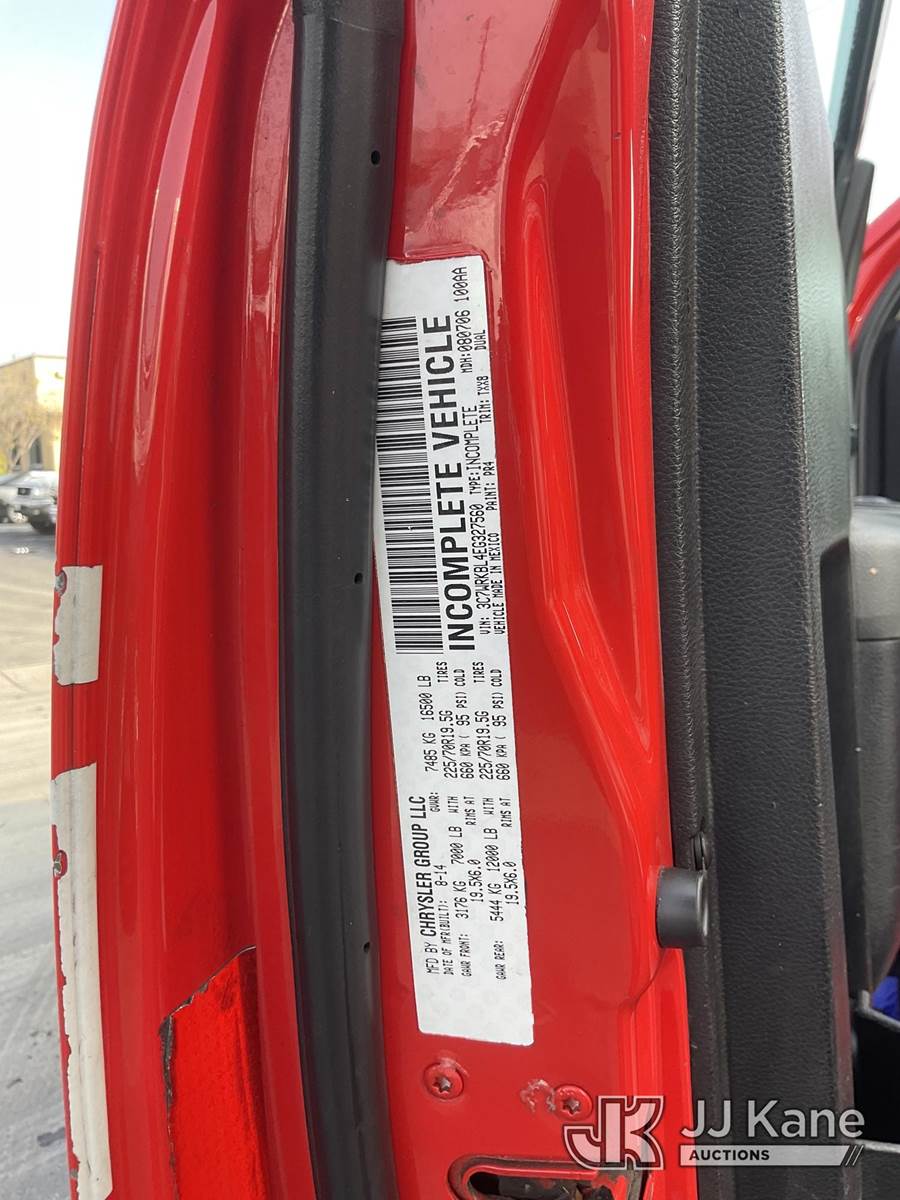 MFD BY CHRYSLER GROUP LLC
DATE OF MFR(BUILT): 8-14 GVWR: 7485 KG 16500 LB
GAWR FRONT: 3176 KG 7000 LB WITH 225/70R19.5G TIRES
19.5X6.0 RIMS AT 660 KPA ( 95 PSI) COLD
GAWR REAR: 5444 KG 12000 LB WITH 225/70R19.5G TIRES
19.5X6.0 RIMS AT 660 KPA ( 95 PSI) COLD
INCOMPLETE VEHICLE
VIN: 3C7WRKBL4EG327560 TYPE:INCOMPLETE MDH:080706 100AA
VEHICLE MADE IN MEXICO PAINT: PR4 TRIM: TXX8 DUAL
JK JJ Kane
AUCTIONS